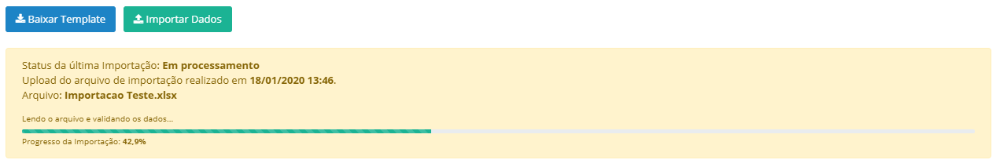 Baixar Template Importar Dados
Status da última Importação: Em processamento
Upload do arquivo de importação realizado em 18/01/2020 13:46.
Arquivo: Importacao Teste.xlsx
Lendo o arquivo e validando os dados...
Progresso da Importação: 42,9%